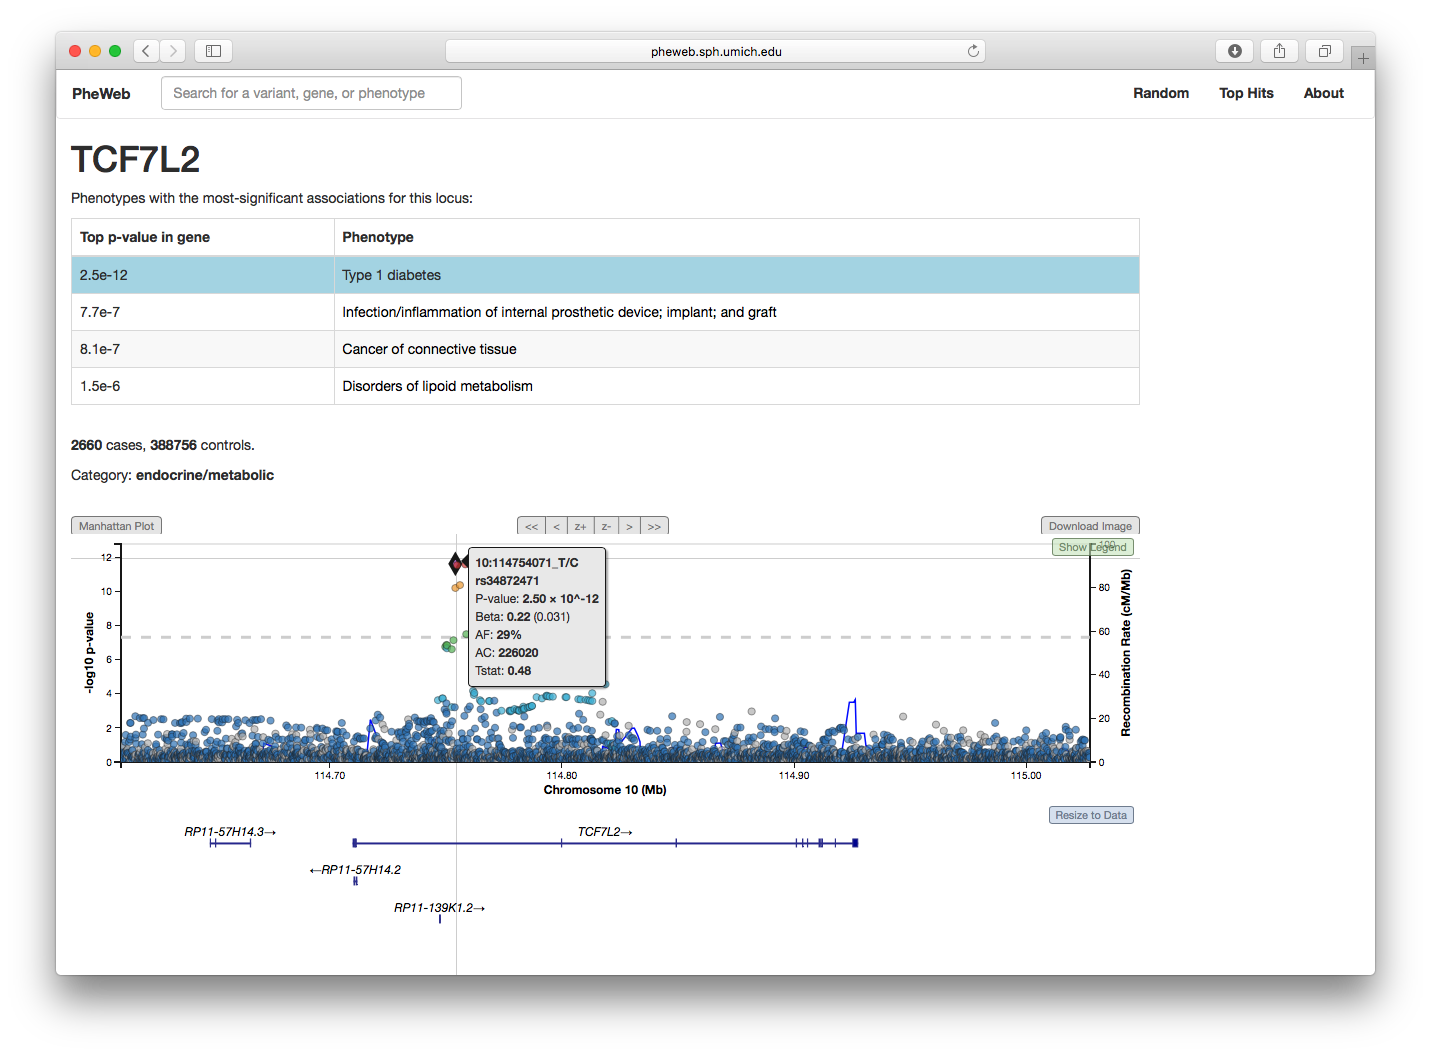 pheweb.sph.umich.edu
PheWeb Search for a variant, gene, or phenotype Random Top Hits About
TCF7L2
Phenotypes with the most-significant associations for this locus:
Top p-value in gene Phenotype
2.5e-12 Type 1 diabetes
7.7e-7 Infection/inflammation of internal prosthetic device; implant; and graft
8.1e-7 Cancer of connective tissue
1.5e-6 Disorders of lipoid metabolism
2660 cases, 388756 controls.
Category: endocrine/metabolic
Manhattan Plot << < z+ z- > >> Download Image
Show Legend
100
12
10
8
6
4
2
0
-log10 p-value
10:114754071_T/C
rs34872471
P-value: 2.50 × 10^-12
Beta: 0.22 (0.031)
AF: 29%
AC: 226020
Tstat: 0.48
80
60
40
20
0
Recombination Rate (cM/Mb)
114.70 114.80 114.90 115.00
Chromosome 10 (Mb)
Resize to Data
RP11-57H14.3→ TCF7L2→
←RP11-57H14.2
RP11-139K1.2→